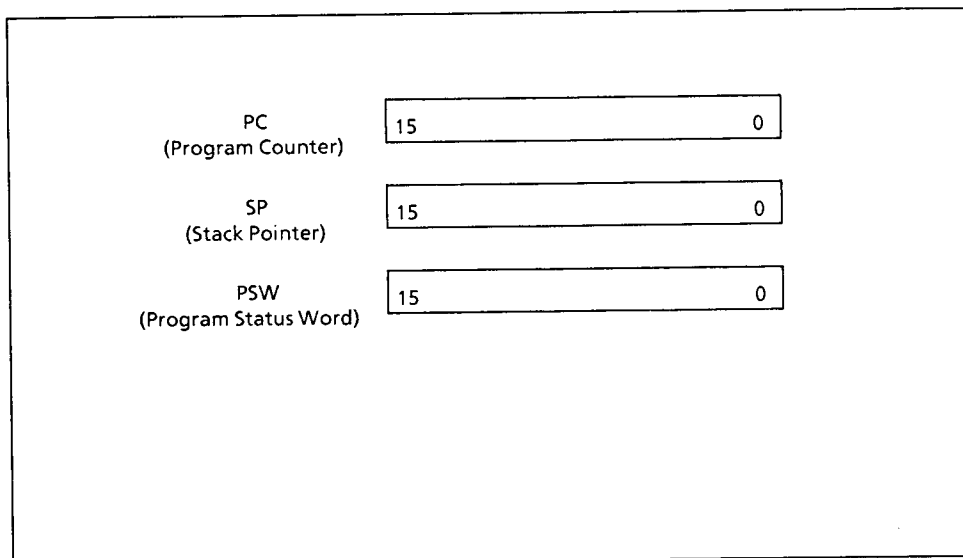 PC
(Program Counter)
15 0
SP
(Stack Pointer)
15 0
PSW
(Program Status Word)
15 0